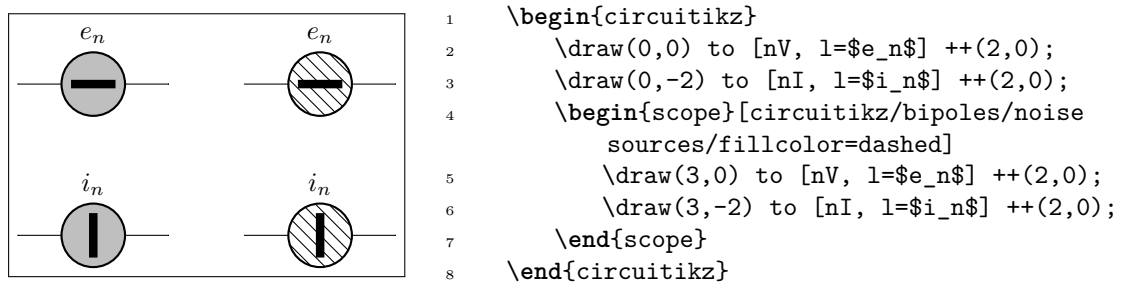 e_n e_n
i_n i_n
1 \begin{circuitikz}
2 \draw(0,0) to [nV, l=$e_n$] ++(2,0);
3 \draw(0,-2) to [nI, l=$i_n$] ++(2,0);
4 \begin{scope}[circuitikz/bipoles/noise
sources/fillcolor=dashed]
5 \draw(3,0) to [nV, l=$e_n$] ++(2,0);
6 \draw(3,-2) to [nI, l=$i_n$] ++(2,0);
7 \end{scope}
8 \end{circuitikz}